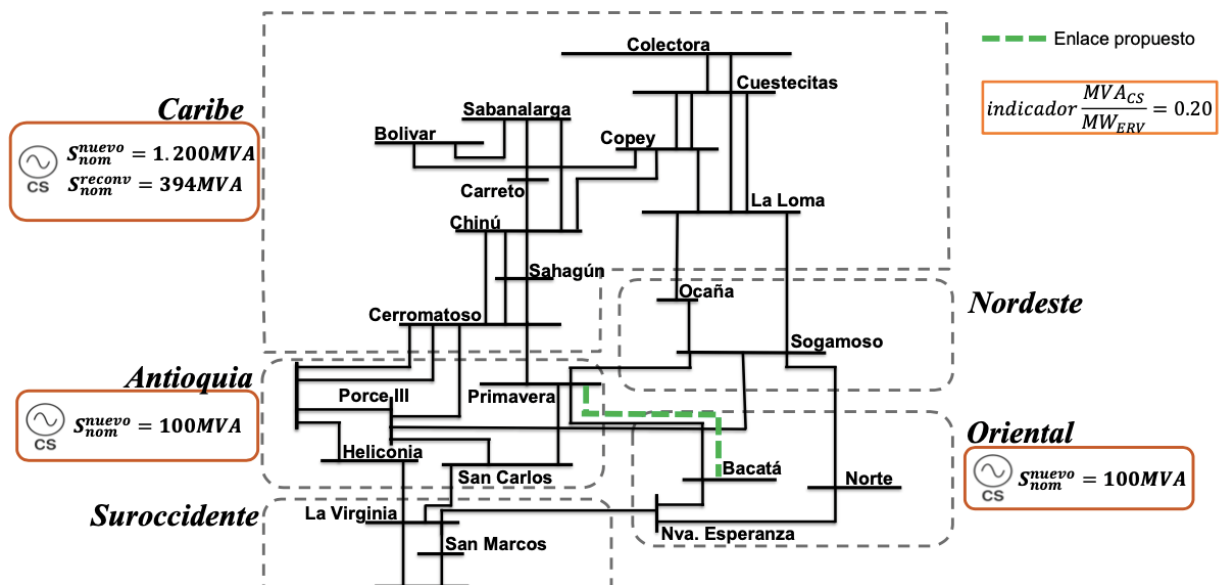 Colectora
Enlace propuesto
Cuestecitas
indicador MVA_CS / MW_ERV = 0.20
Caribe
Sabanalarga
Bolivar
Copey
S_nom^nuevo = 1.200MVA
S_nom^reconv = 394MVA
CS
Carreto
La Loma
Chinú
Sahagún
Ocaña
Nordeste
Cerromatoso
Sogamoso
Antioquia
Porce III
Primavera
S_nom^nuevo = 100MVA
CS
Oriental
Heliconia
San Carlos
Bacatá
Norte
S_nom^nuevo = 100MVA
CS
Suroccidente
La Virginia
Nva. Esperanza
San Marcos